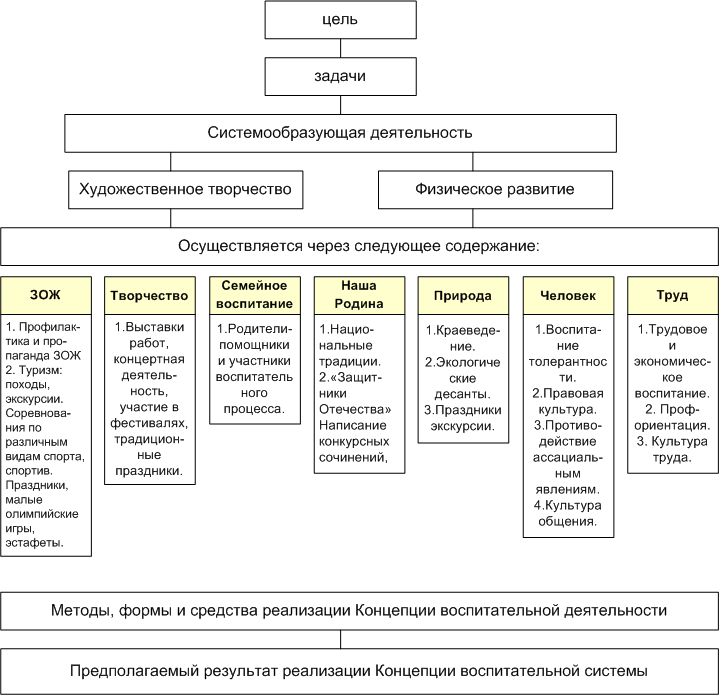 цель
задачи
Системообразующая деятельность
Художественное творчество
Физическое развитие
Осуществляется через следующее содержание:
ЗОЖ
1. Профилак-
тика и про-
паганда ЗОЖ
2. Туризм:
походы,
экскурсии.
Соревнова-
ния по
различным
видам спорта,
спортив.
Праздники,
малые
олимпийские
игры,
эстафеты.
Творчество
1.Выставки
работ,
концертная
деятель-
ность,
участие в
фестивалях,
традицион-
ные
праздники.
Семейное
воспитание
1.Родители-
помощники
и участники
воспитатель
ного
процесса.
Наша
Родина
1.Нацио-
нальные
традиции.
2.«Защит-
ники
Отечества»
Написание
конкурсных
сочинений,
Природа
1.Краеведе-
ние.
2.Экологиче
ские
десанты.
3.Праздники
экскурсии.
Человек
1.Воспита-
ние
толерантнос
ти.
2.Правовая
культура.
3.Противо-
действие
ассациаль-
ным
явлениям.
4.Культура
общения.
Труд
1.Трудовое
и
экономичес-
кое
воспитание.
2. Проф-
ориентация.
3. Культура
труда.
Методы, формы и средства реализации Концепции воспитательной деятельности
Предполагаемый результат реализации Концепции воспитательной системы